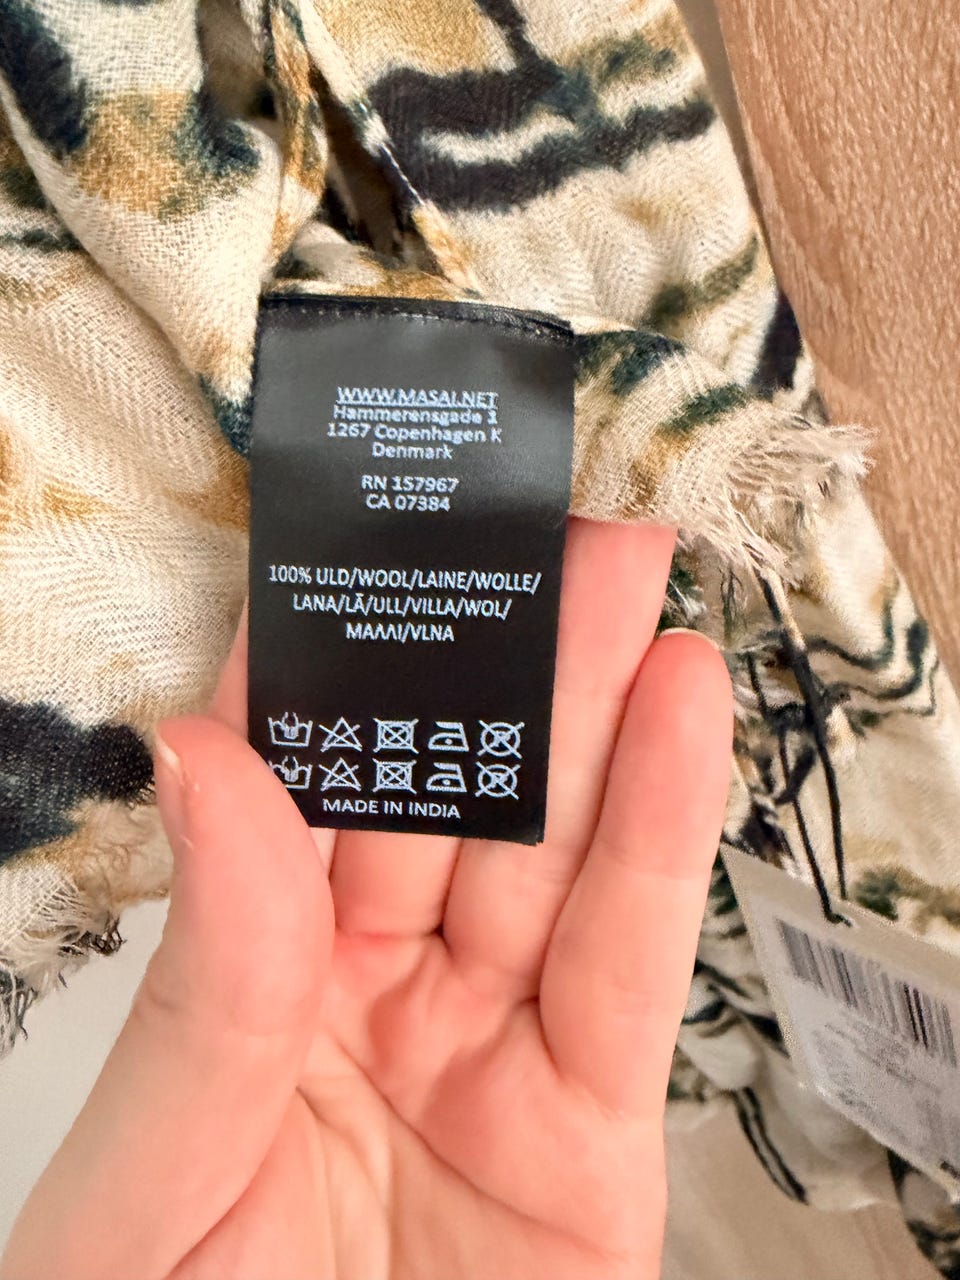 WWW.MASAI.NET
Hammerensgade 1
1267 Copenhagen K
Denmark
RN 157967
CA 07384
100% ULD/WOOL/LAINE/WOLLE/
LANA/LÃ/ULL/VILLA/WOL/
ΜΑΛΛΙ/VLNA
MADE IN INDIA